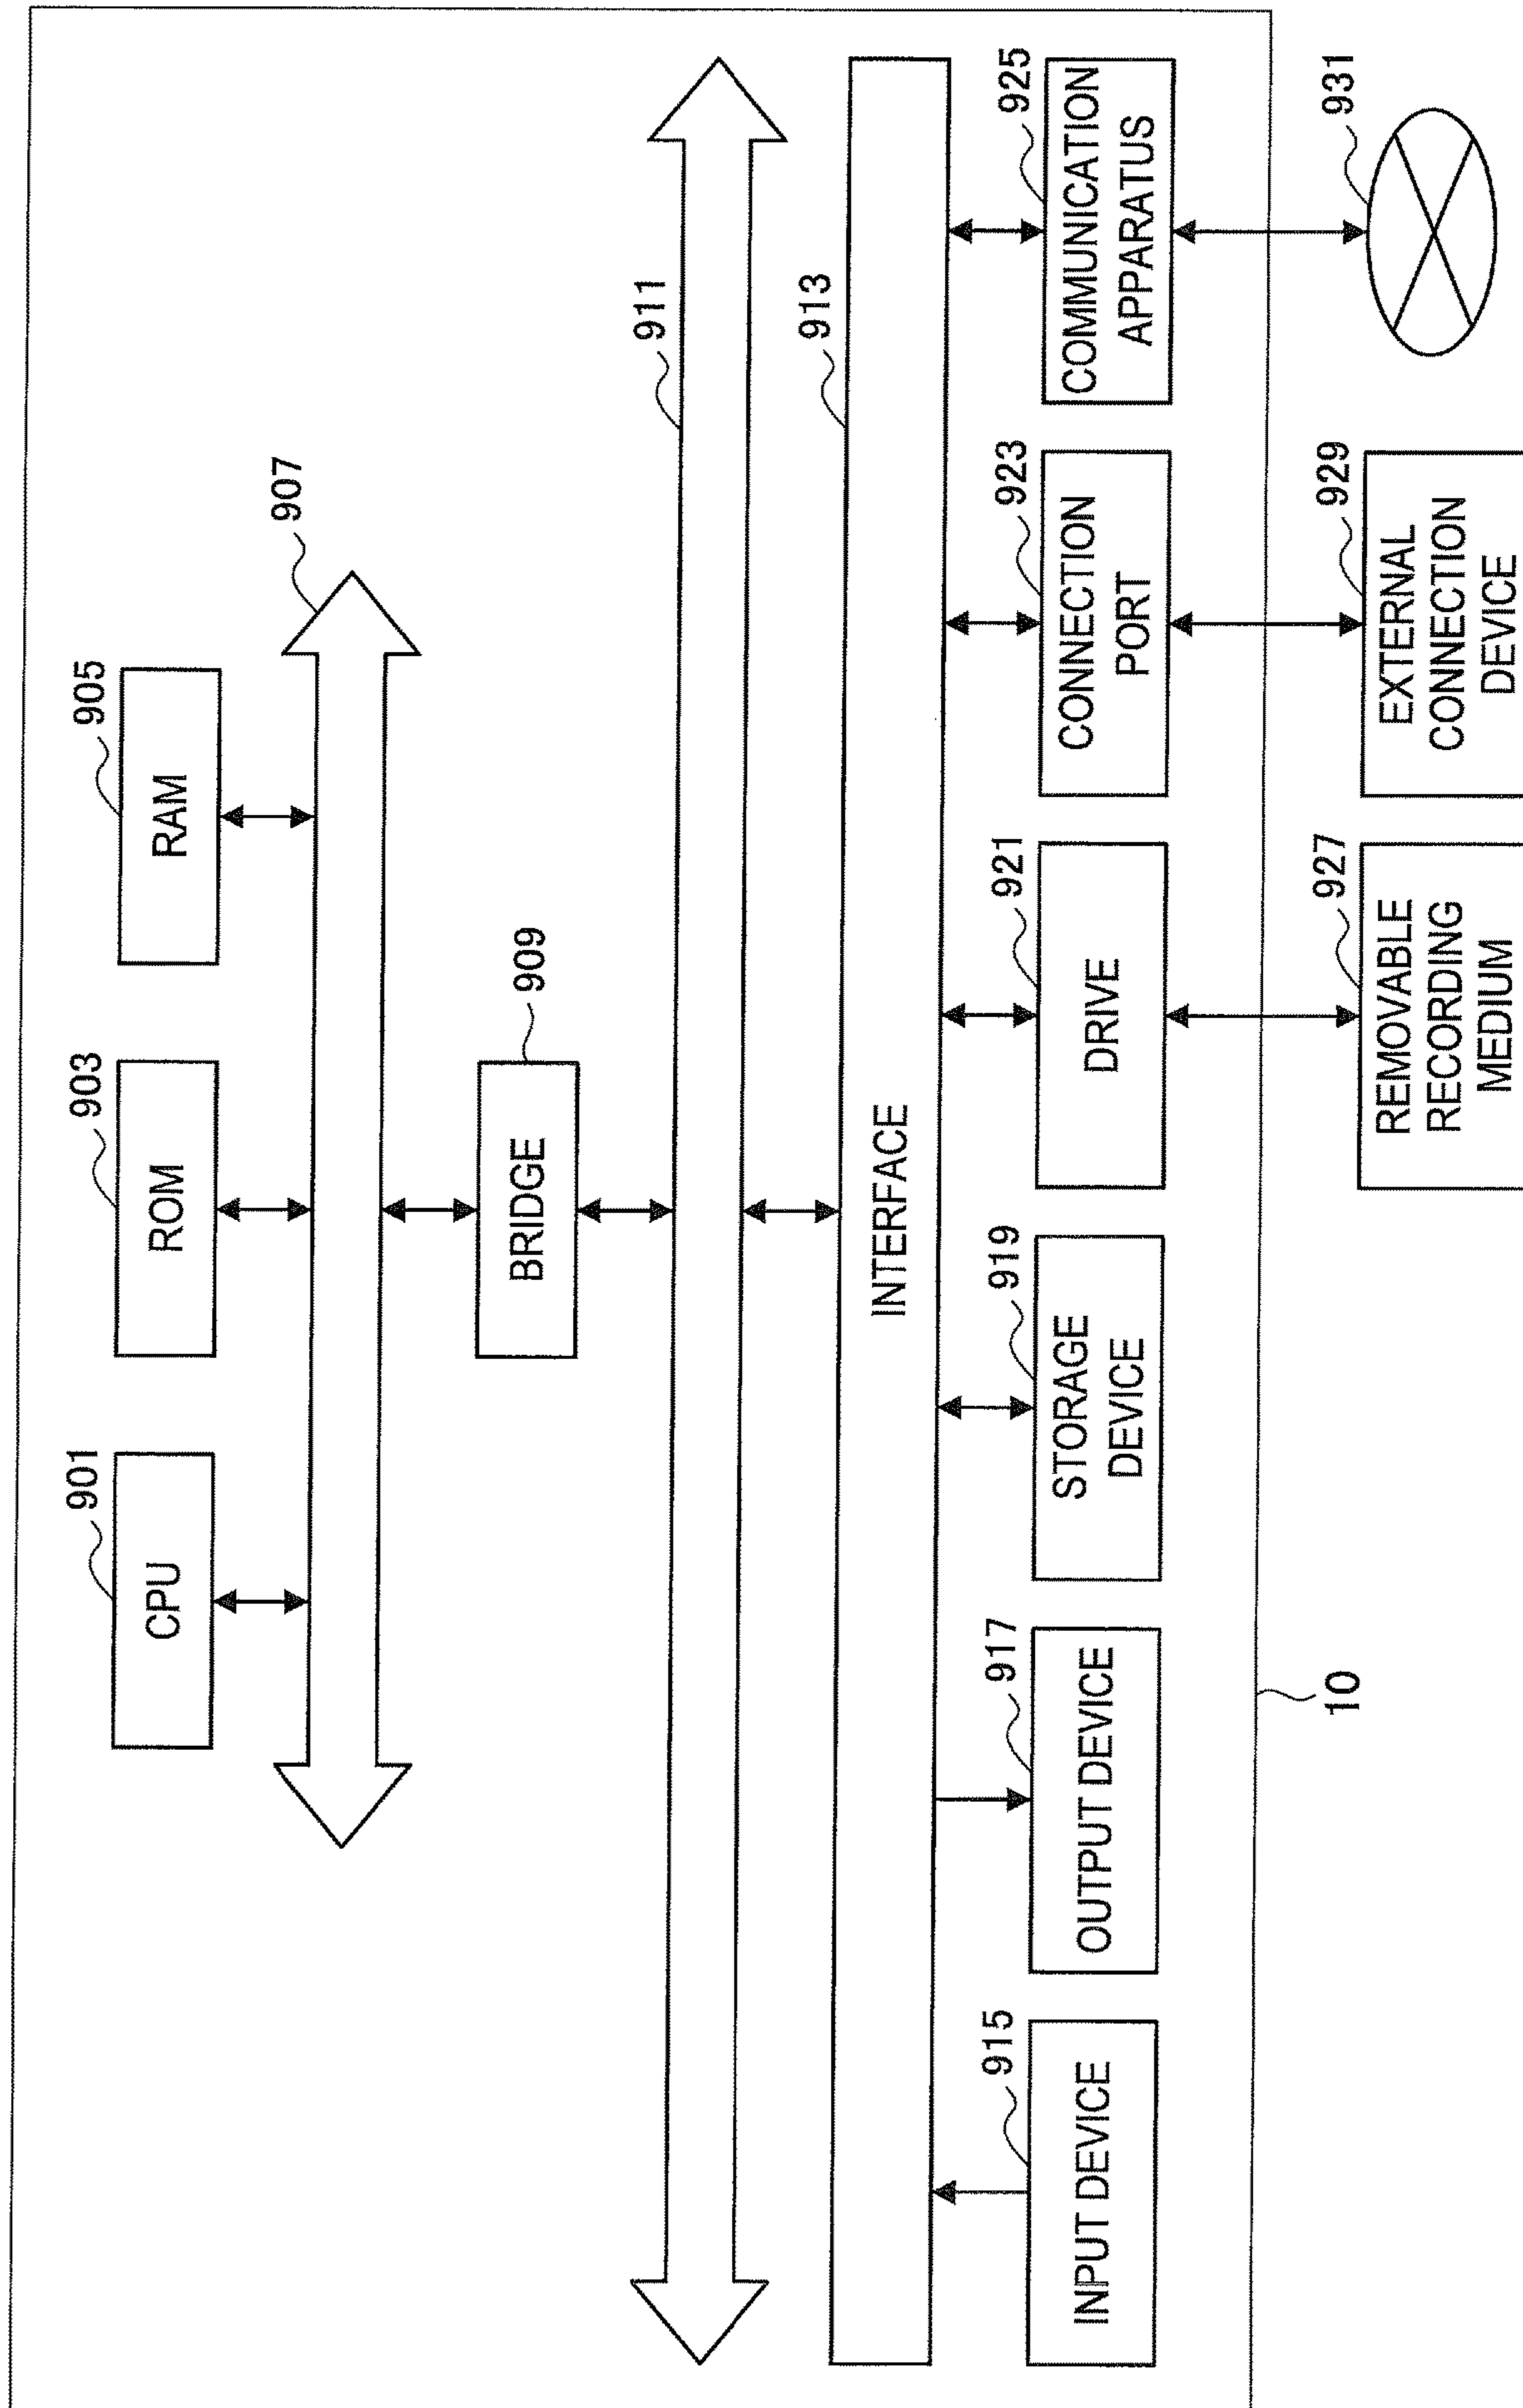 901
CPU
903
ROM
905
RAM
907
909
BRIDGE
911
913
INTERFACE
915
INPUT DEVICE
917
OUTPUT DEVICE
919
STORAGE
DEVICE
921
DRIVE
923
CONNECTION
PORT
925
COMMUNICATION
APPARATUS
10
927
REMOVABLE
RECORDING
MEDIUM
929
EXTERNAL
CONNECTION
DEVICE
931